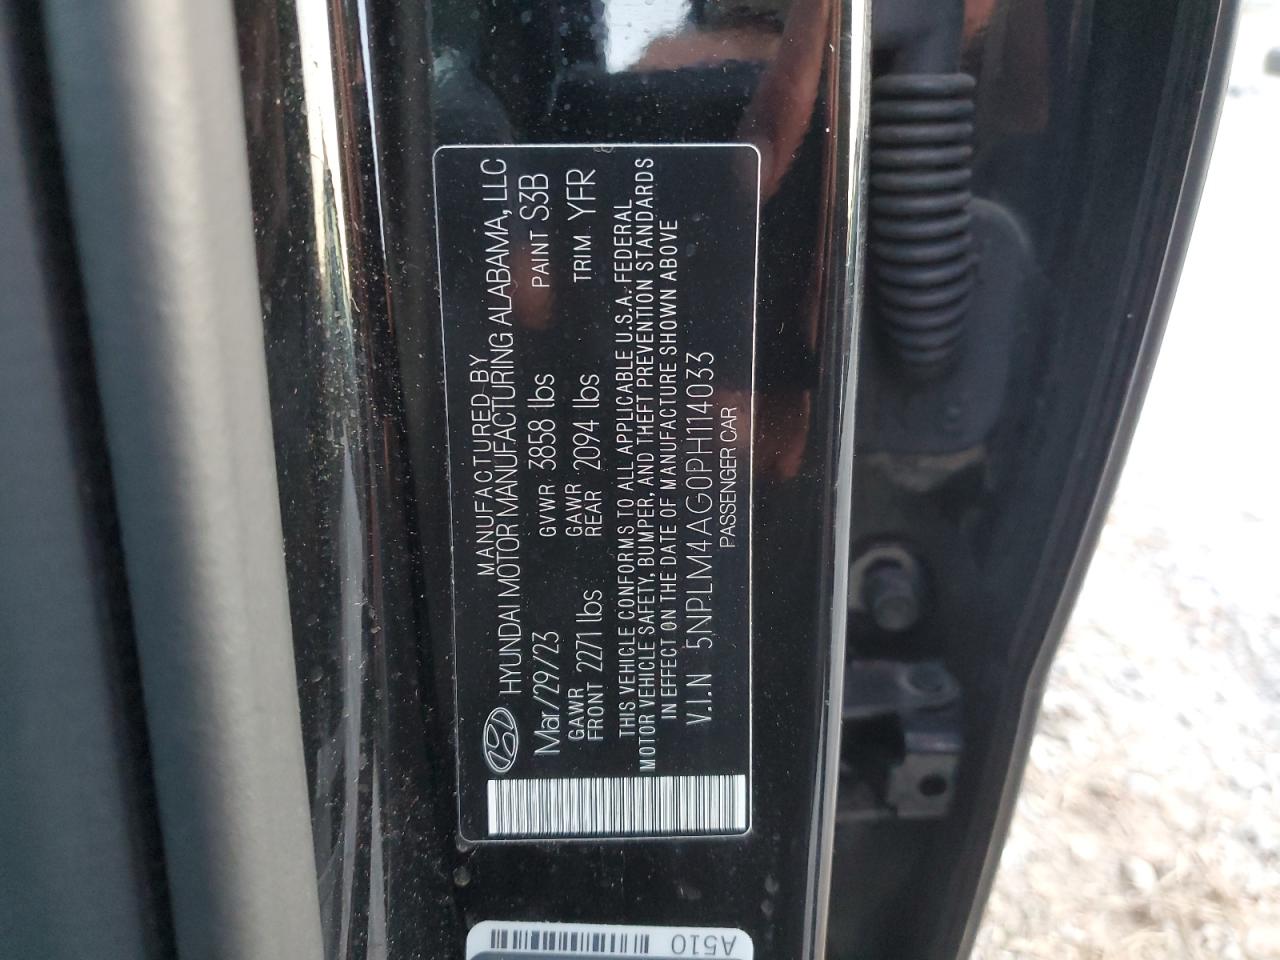 MANUFACTURED BY
HYUNDAI MOTOR MANUFACTURING ALABAMA, LLC
Mar/29/23 GVWR 3858 lbs PAINT S3B
GAWR FRONT 2271 lbs GAWR REAR 2094 lbs TRIM YFR
THIS VEHICLE CONFORMS TO ALL APPLICABLE U.S.A. FEDERAL
MOTOR VEHICLE SAFETY, BUMPER, AND THEFT PREVENTION STANDARDS
IN EFFECT ON THE DATE OF MANUFACTURE SHOWN ABOVE
V.I.N 5NPLM4AG0PH114033
PASSENGER CAR
A510